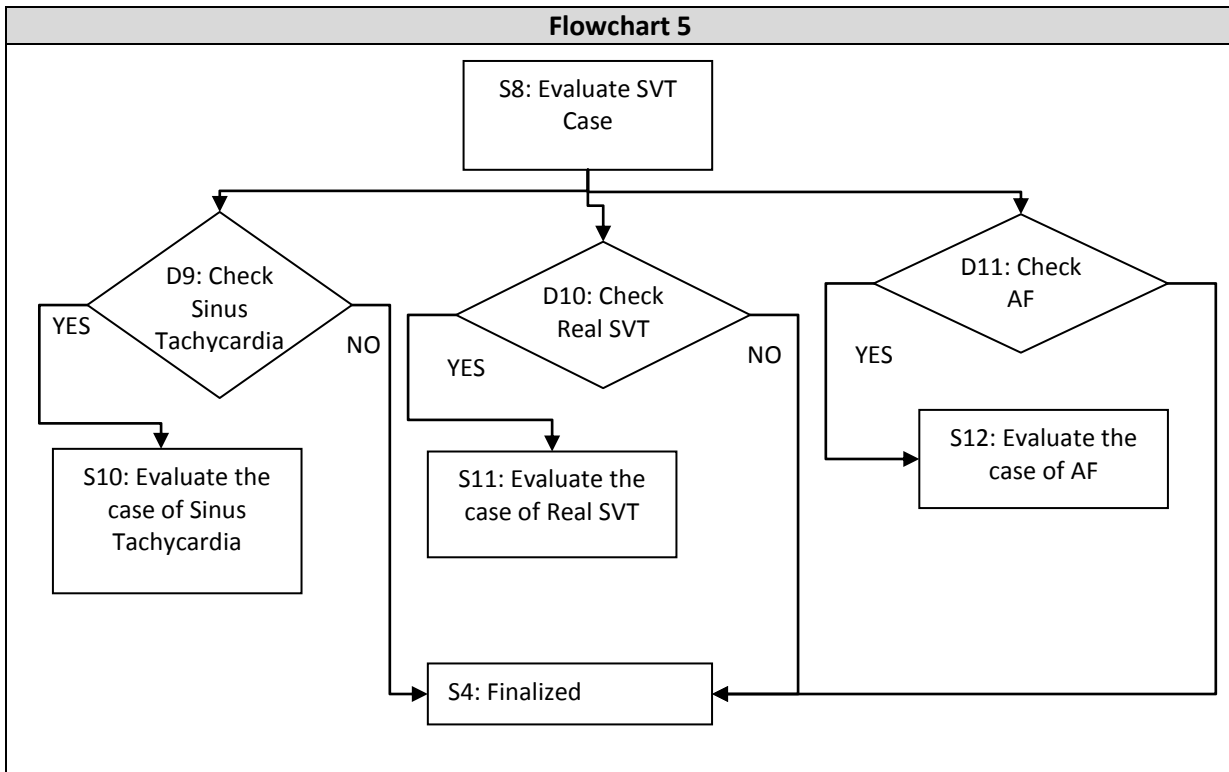 Flowchart 5
S8: Evaluate SVT
Case
D9: Check
Sinus
Tachycardia
YES
NO
D10: Check
Real SVT
YES
NO
D11: Check
AF
YES
S10: Evaluate the
case of Sinus
Tachycardia
S11: Evaluate the
case of Real SVT
S12: Evaluate the
case of AF
S4: Finalized